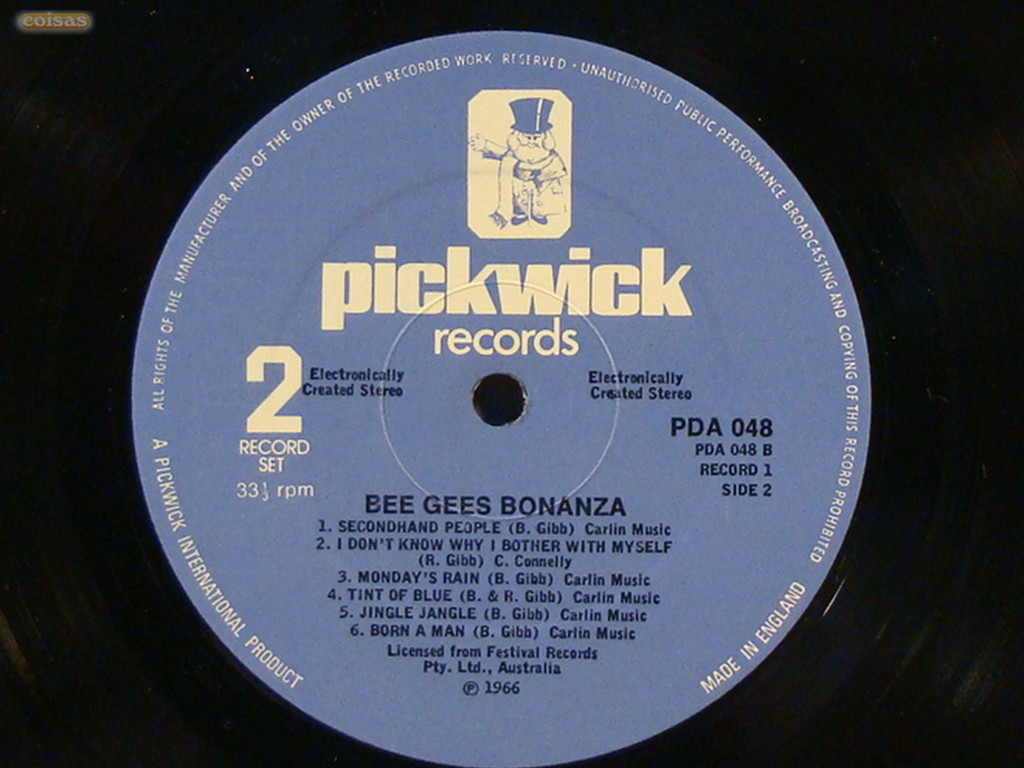 coisas
ALL RIGHTS OF THE MANUFACTURER AND OF THE OWNER OF THE RECORDED WORK RESERVED · UNAUTHORISED PUBLIC PERFORMANCE BROADCASTING AND COPYING OF THIS RECORD PROHIBITED
pickwick
records
2
RECORD
SET
33⅓ rpm
Electronically
Created Stereo
Electronically
Created Stereo
PDA 048
PDA 048 B
RECORD 1
SIDE 2
BEE GEES BONANZA
1. SECONDHAND PEOPLE (B. Gibb) Carlin Music
2. I DON'T KNOW WHY I BOTHER WITH MYSELF
(R. Gibb) C. Connelly
3. MONDAY'S RAIN (B. Gibb) Carlin Music
4. TINT OF BLUE (B. & R. Gibb) Carlin Music
5. JINGLE JANGLE (B. Gibb) Carlin Music
6. BORN A MAN (B. Gibb) Carlin Music
Licensed from Festival Records
Pty. Ltd., Australia
℗ 1966
A PICKWICK INTERNATIONAL PRODUCT
MADE IN ENGLAND